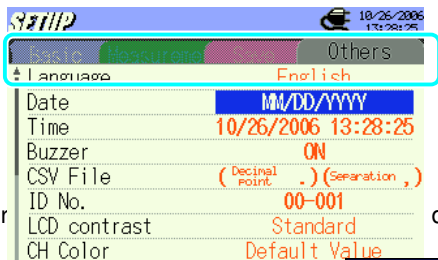 SETUP 10/26/2006
13:28:25
Basic Measureme Save Others
Language English
Date MM/DD/YYYY
Time 10/26/2006 13:28:25
Buzzer ON
CSV File (Decimal point .)(Separation ,)
ID No. 00-001
LCD contrast Standard
CH Color Default Value